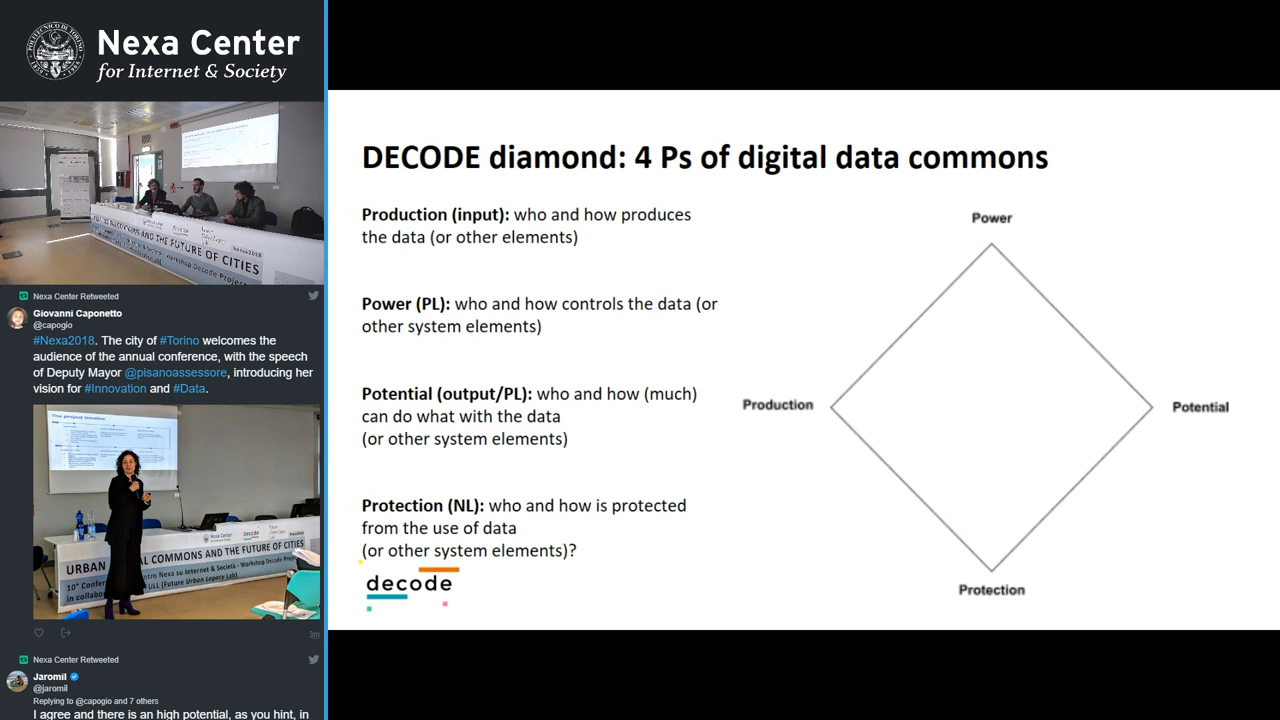 Nexa Center
for Internet & Society
AND THE FUTURE OF CITIES
Nexa Center Retweeted
Giovanni Caponetto
@capogio
#Nexa2018. The city of #Torino welcomes the
audience of the annual conference, with the speech
of Deputy Mayor @pisanoassessore, introducing her
vision for #Innovation and #Data.
The project timeline
URBAN
COMMONS AND THE FUTURE OF CITIES
3m
Nexa Center Retweeted
Jaromil
@jaromil
Replying to @capogio and 7 others
I agree and there is an high potential, as you hint, in
DECODE diamond: 4 Ps of digital data commons
Production (input): who and how produces
the data (or other elements)
Power (PL): who and how controls the data (or
other system elements)
Potential (output/PL): who and how (much)
can do what with the data
(or other system elements)
Protection (NL): who and how is protected
from the use of data
(or other system elements)?
decode
Power
Production
Potential
Protection